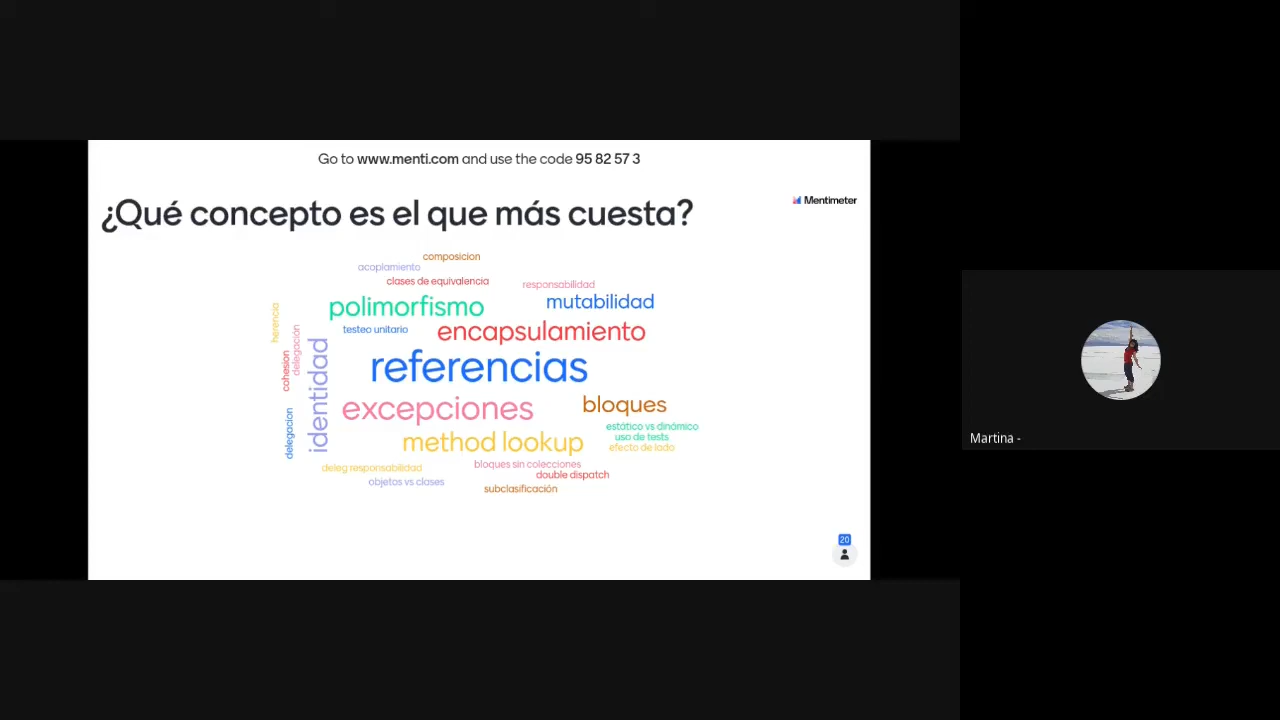 Go to www.menti.com and use the code 95 82 57 3
¿Qué concepto es el que más cuesta?
Mentimeter
composicion
acoplamiento
clases de equivalencia
responsabilidad
polimorfismo
mutabilidad
herencia
testeo unitario
encapsulamiento
delegación
cohesion
identidad
referencias
excepciones
bloques
delegacion
estático vs dinámico
uso de tests
method lookup
efecto de lado
deleg responsabilidad
bloques sin colecciones
objetos vs clases
double dispatch
subclasificación
20
Martina -